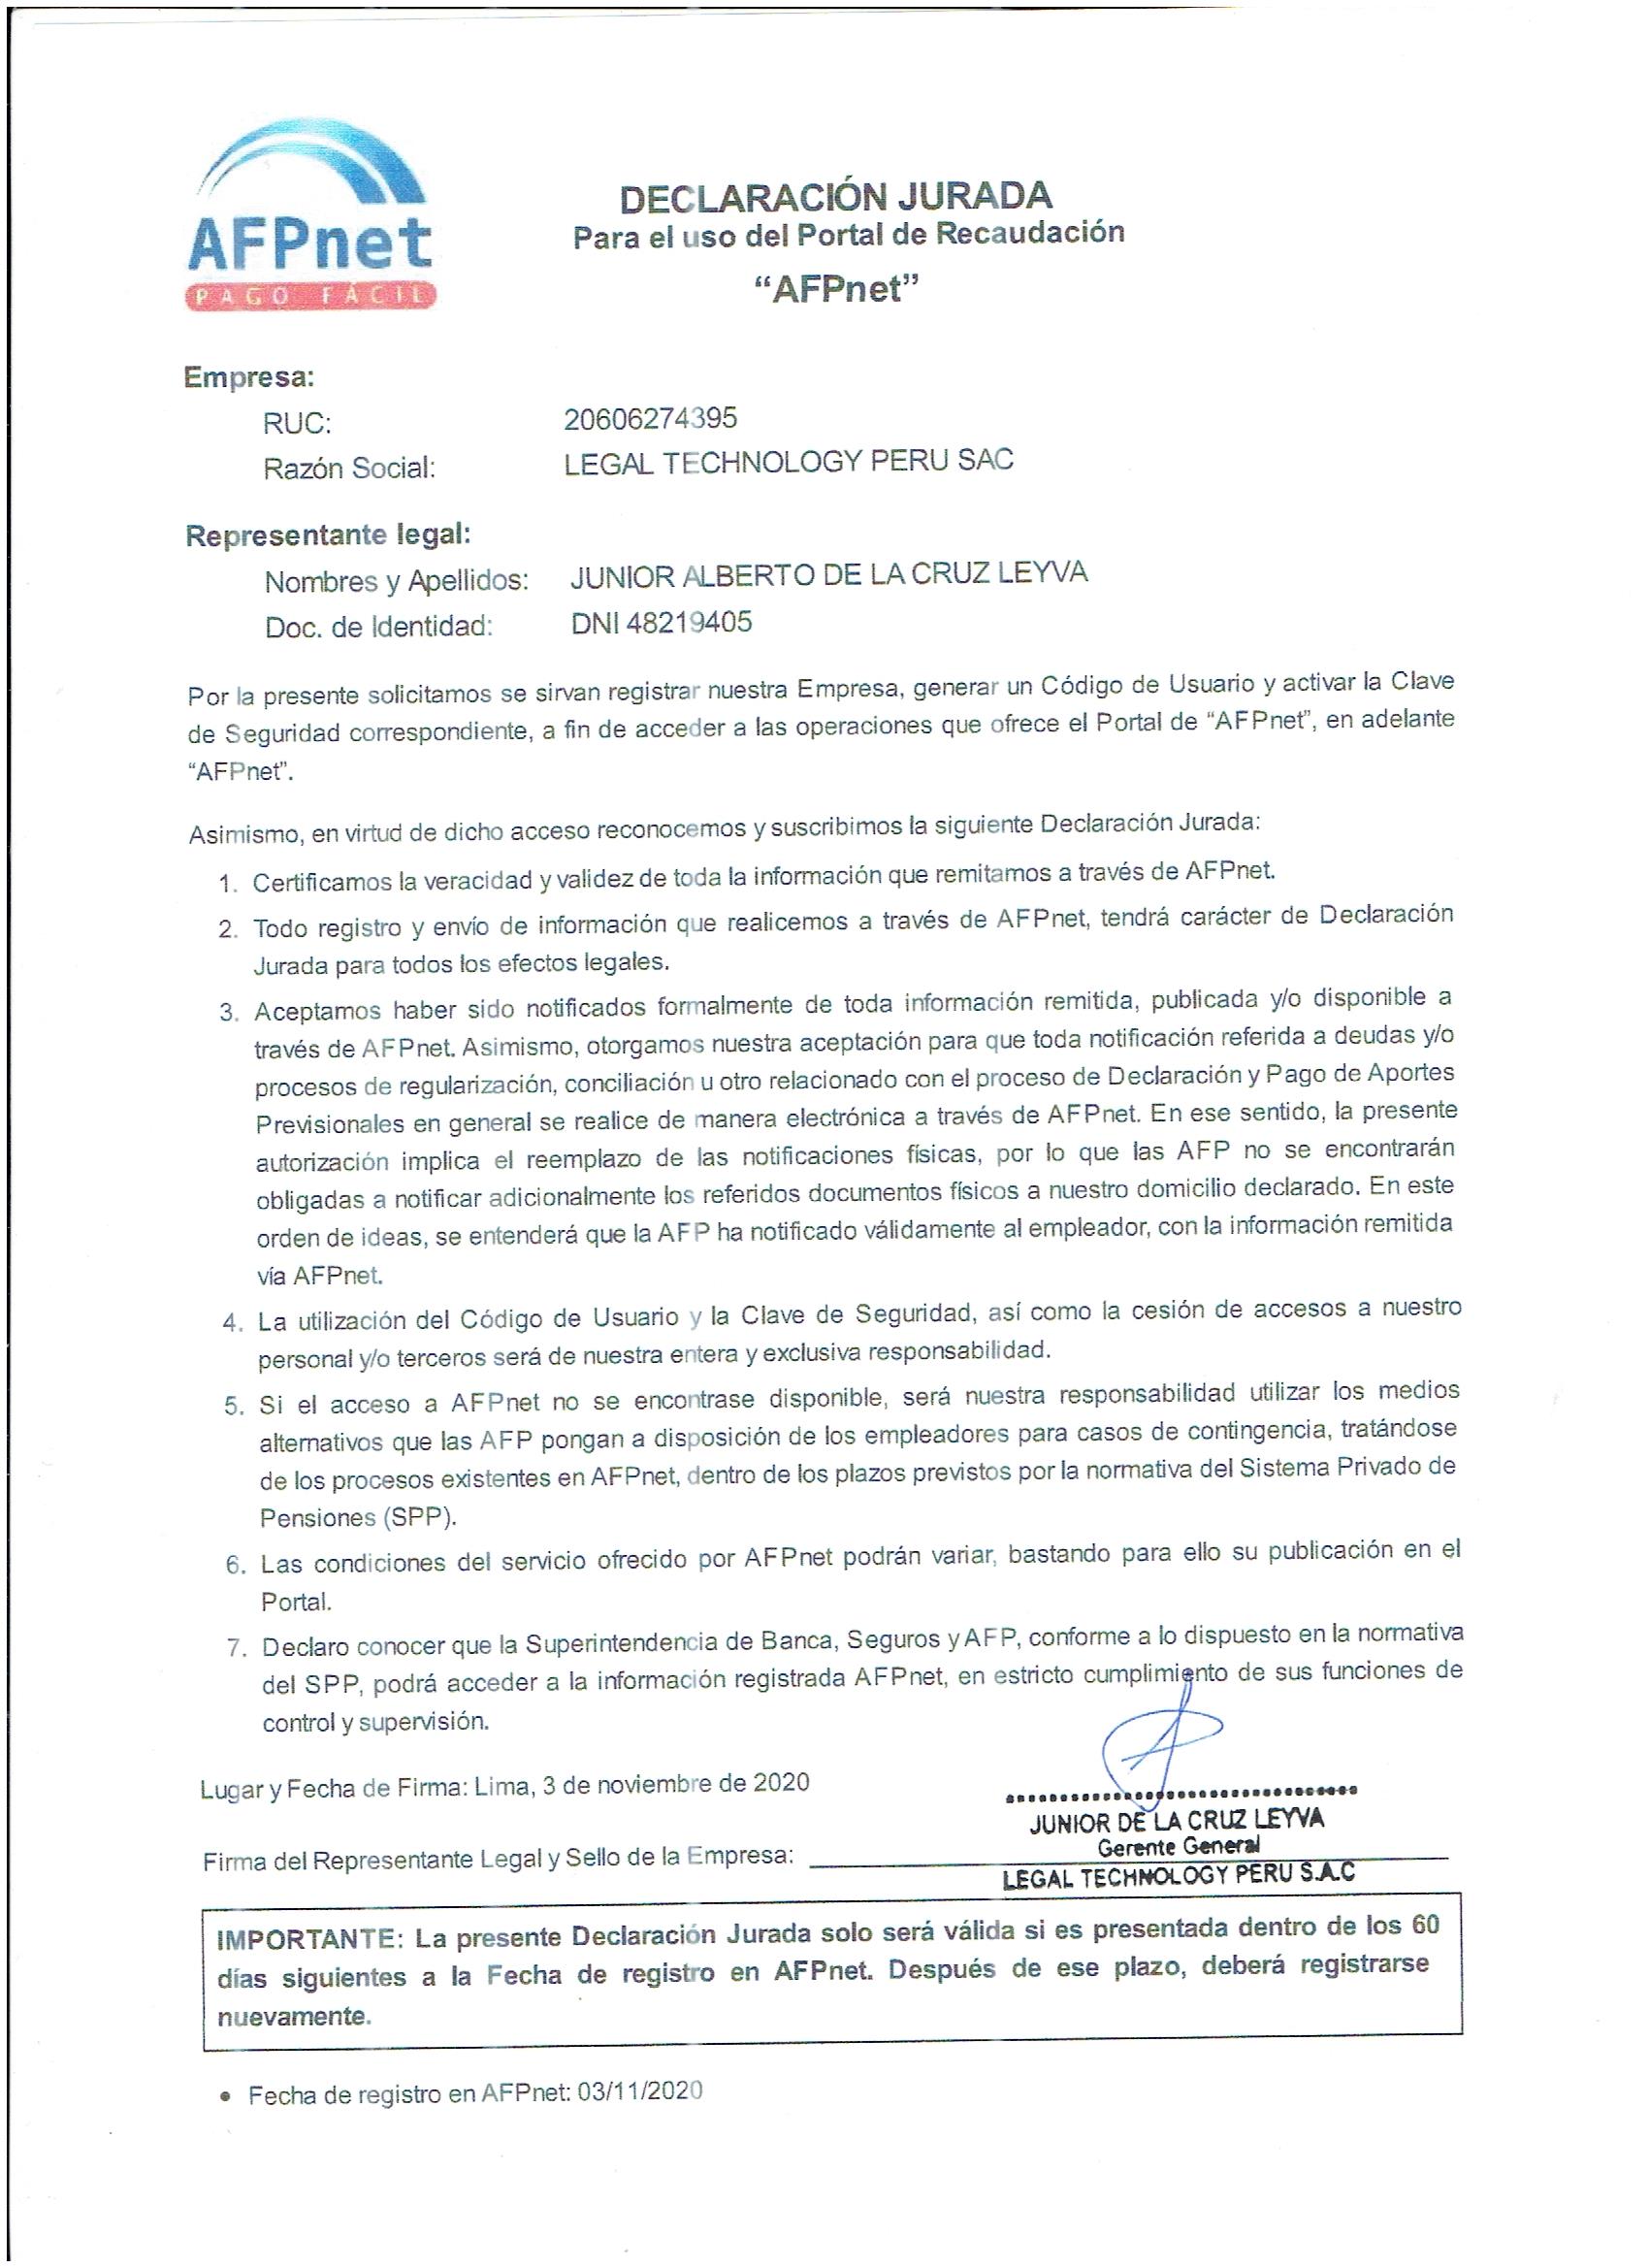 AFPnet
PAGO FÁCIL
DECLARACIÓN JURADA
Para el uso del Portal de Recaudación
“AFPnet”
Empresa:
RUC: 20606274395
Razón Social: LEGAL TECHNOLOGY PERU SAC
Representante legal:
Nombres y Apellidos: JUNIOR ALBERTO DE LA CRUZ LEYVA
Doc. de Identidad: DNI 48219405
Por la presente solicitamos se sirvan registrar nuestra Empresa, generar un Código de Usuario y activar la Clave
de Seguridad correspondiente, a fin de acceder a las operaciones que ofrece el Portal de “AFPnet”, en adelante
“AFPnet”.
Asimismo, en virtud de dicho acceso reconocemos y suscribimos la siguiente Declaración Jurada:
1. Certificamos la veracidad y validez de toda la información que remitamos a través de AFPnet.
2. Todo registro y envío de información que realicemos a través de AFPnet, tendrá carácter de Declaración
Jurada para todos los efectos legales.
3. Aceptamos haber sido notificados formalmente de toda información remitida, publicada y/o disponible a
través de AFPnet. Asimismo, otorgamos nuestra aceptación para que toda notificación referida a deudas y/o
procesos de regularización, conciliación u otro relacionado con el proceso de Declaración y Pago de Aportes
Previsionales en general se realice de manera electrónica a través de AFPnet. En ese sentido, la presente
autorización implica el reemplazo de las notificaciones físicas, por lo que las AFP no se encontrarán
obligadas a notificar adicionalmente los referidos documentos físicos a nuestro domicilio declarado. En este
orden de ideas, se entenderá que la AFP ha notificado válidamente al empleador, con la información remitida
vía AFPnet.
4. La utilización del Código de Usuario y la Clave de Seguridad, así como la cesión de accesos a nuestro
personal y/o terceros será de nuestra entera y exclusiva responsabilidad.
5. Si el acceso a AFPnet no se encontrase disponible, será nuestra responsabilidad utilizar los medios
alternativos que las AFP pongan a disposición de los empleadores para casos de contingencia, tratándose
de los procesos existentes en AFPnet, dentro de los plazos previstos por la normativa del Sistema Privado de
Pensiones (SPP).
6. Las condiciones del servicio ofrecido por AFPnet podrán variar, bastando para ello su publicación en el
Portal.
7. Declaro conocer que la Superintendencia de Banca, Seguros y AFP, conforme a lo dispuesto en la normativa
del SPP, podrá acceder a la información registrada AFPnet, en estricto cumplimiento de sus funciones de
control y supervisión.
Lugar y Fecha de Firma: Lima, 3 de noviembre de 2020
JUNIOR DE LA CRUZ LEYVA
Gerente General
Firma del Representante Legal y Sello de la Empresa:
LEGAL TECHNOLOGY PERU S.A.C
IMPORTANTE: La presente Declaración Jurada solo será válida si es presentada dentro de los 60
días siguientes a la Fecha de registro en AFPnet. Después de ese plazo, deberá registrarse
nuevamente.
• Fecha de registro en AFPnet: 03/11/2020